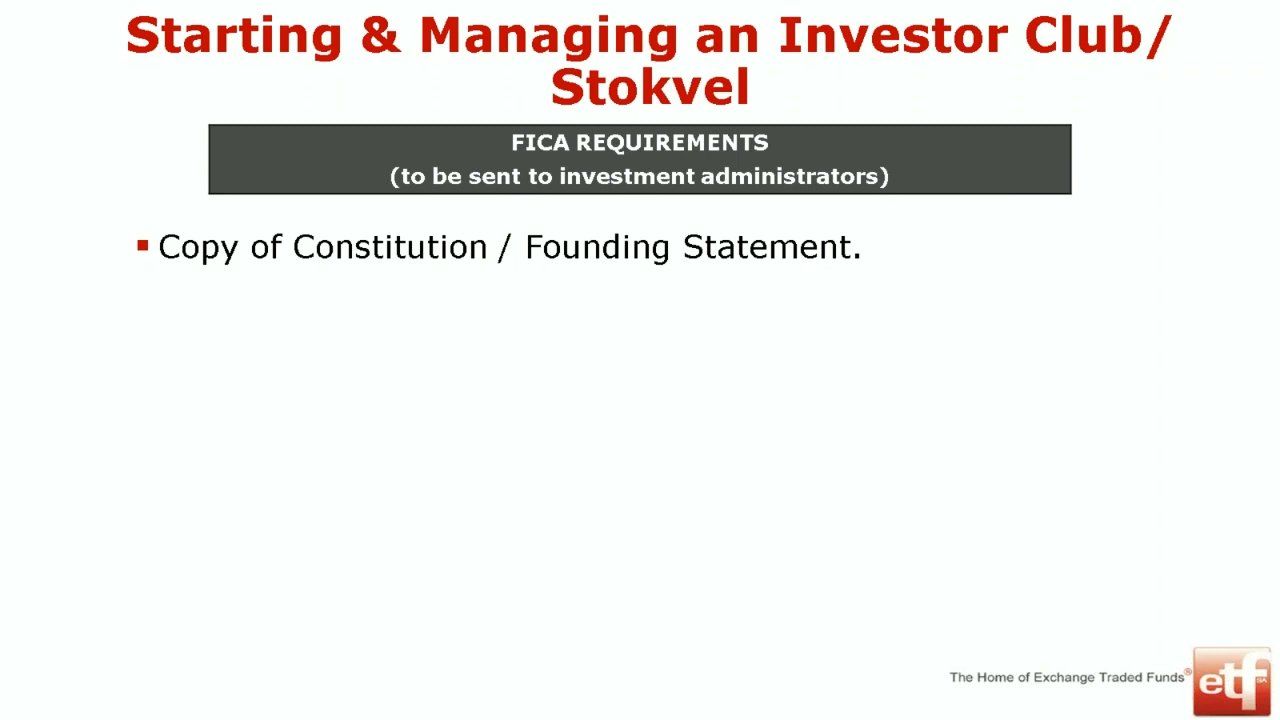 Starting & Managing an Investor Club/
Stokvel
FICA REQUIREMENTS
(to be sent to investment administrators)
▪ Copy of Constitution / Founding Statement.
The Home of Exchange Traded Funds®
etf
SA